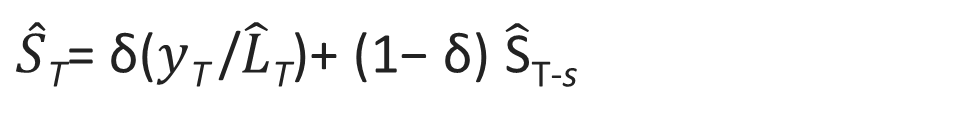 Ŝ_T= δ(y_T/L̂_T)+ (1− δ) Ŝ_T-s